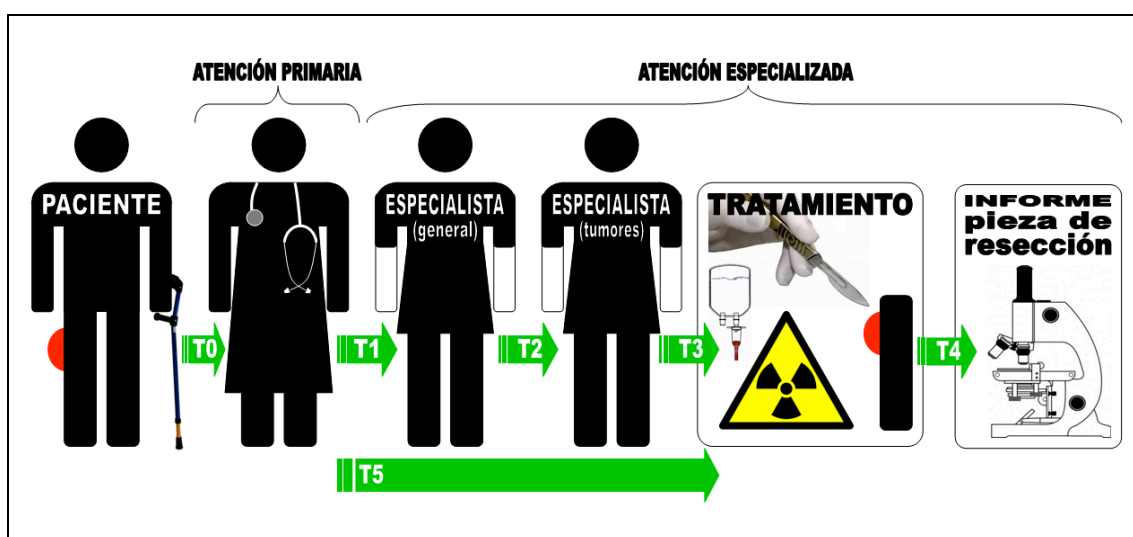 ATENCIÓN PRIMARIA
ATENCIÓN ESPECIALIZADA
PACIENTE
ESPECIALISTA
(general)
ESPECIALISTA
(tumores)
TRATAMIENTO
INFORME
pieza de
resección
T0
T1
T2
T3
T4
T5